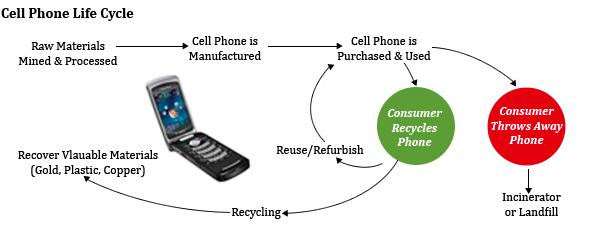 Cell Phone Life Cycle
Raw Materials
Mined & Processed
Cell Phone is
Manufactured
Cell Phone is
Purchased & Used
Consumer
Recycles
Phone
Consumer
Throws Away
Phone
Reuse/Refurbish
Recover Vlauable Materials
(Gold, Plastic, Copper)
Recycling
Incinerator
or Landfill